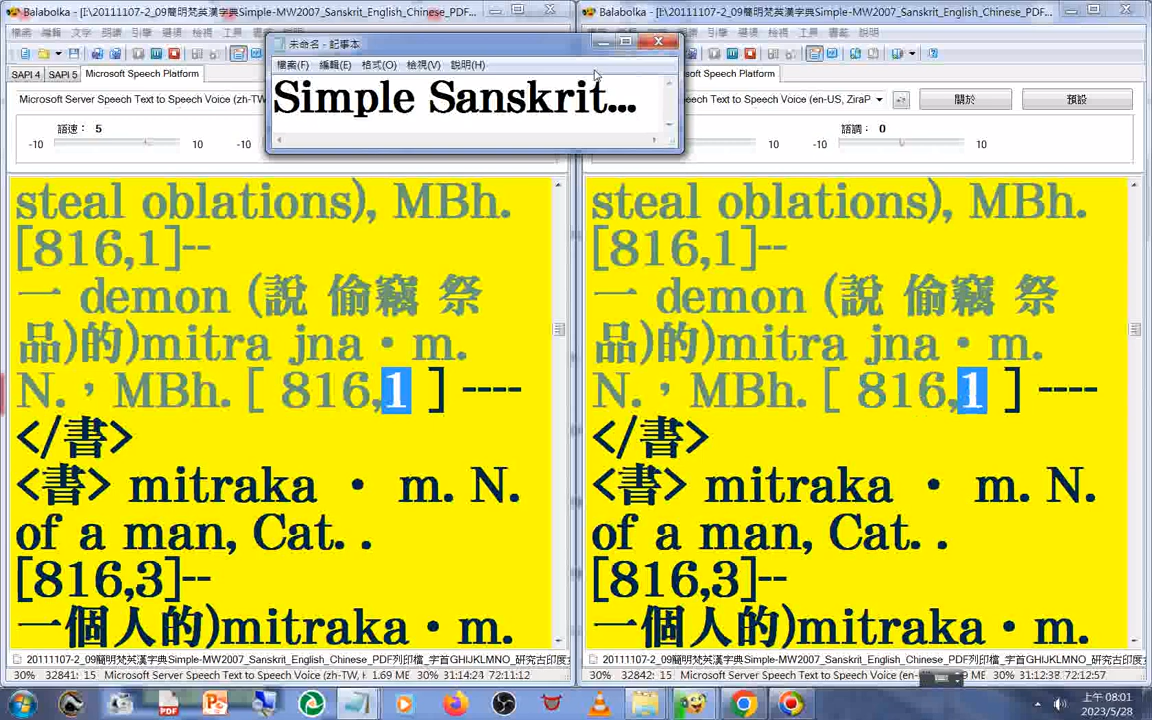 Balabolka - [I:\20111107-2_09簡明梵英漢字典Simple-MW2007_Sanskrit_English_Chinese_PDF...
SAPI 4 SAPI 5 Microsoft Speech Platform
Microsoft Server Speech Text to Speech Voice (zh-TW,
語速： 5
-10 10
未命名 - 記事本
檔案(F) 編輯(E) 格式(O) 檢視(V) 說明(H)
Simple Sanskrit...
steal oblations), MBh.
[816,1]--
一 demon (說 偷竊 祭
品)的)mitra jna・m.
N.，MBh. [ 816,1 ] ----
</書>
<書> mitraka ・ m. N.
of a man, Cat. .
[816,3]--
一個人的)mitraka・m.
20111107-2_09簡明梵英漢字典Simple-MW2007_Sanskrit_English_Chinese_PDF列印檔_字首GHIJKLMNO_研究古印度
30% 32841: 15 Microsoft Server Speech Text to Speech Voice (zh-TW, H 1.69 MB 30% 31:14:24 72:11:12
Balabolka - [I:\20111107-2_09簡明梵英漢字典Simple-MW2007_Sanskrit_English_Chinese_PDF...
Speech Platform
Speech Text to Speech Voice (en-US, ZiraP 關於 預設
語調： 0
10 -10 10
steal oblations), MBh.
[816,1]--
一 demon (說 偷竊 祭
品)的)mitra jna・m.
N.，MBh. [ 816,1 ] ----
</書>
<書> mitraka ・ m. N.
of a man, Cat. .
[816,3]--
一個人的)mitraka・m.
20111107-2_09簡明梵英漢字典Simple-MW2007_Sanskrit_English_Chinese_PDF列印檔_字首GHIJKLMNO_研究古印度
30% 32842: 15 Microsoft Server Speech Text to Speech Voice 30% 31:12:38 72:12:57
上午 08:01
2023/5/28